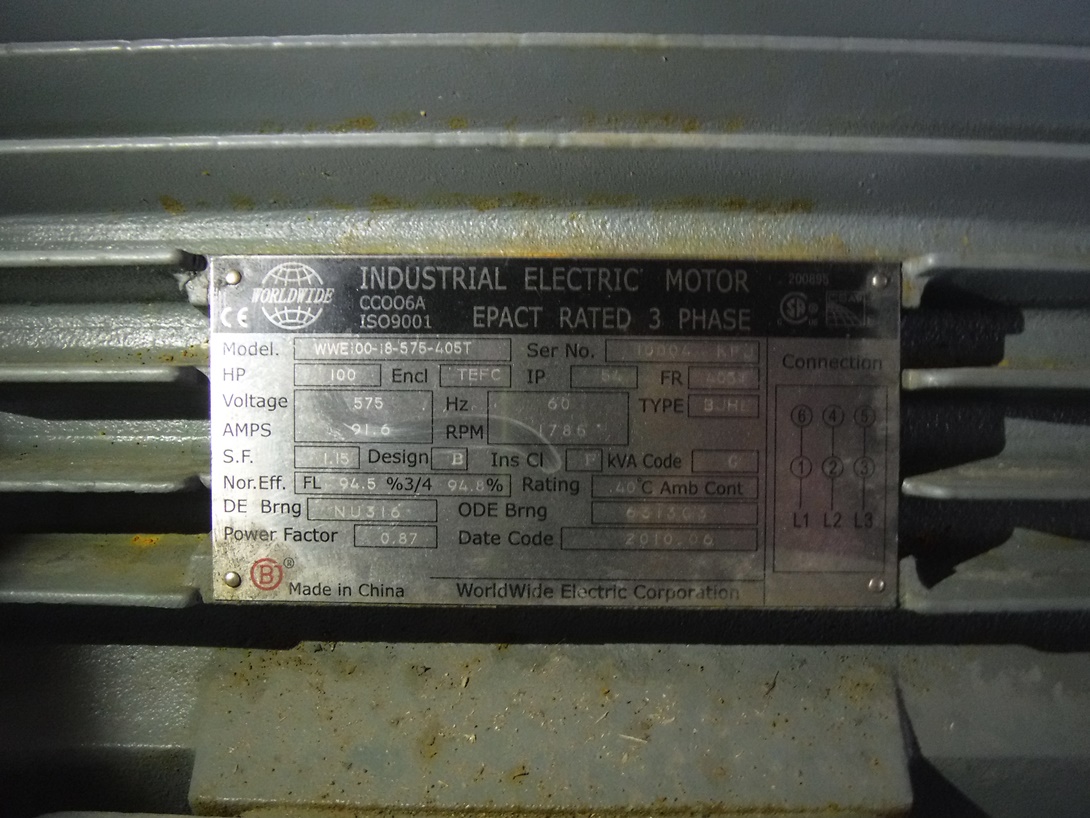 WORLDWIDE
CE
INDUSTRIAL ELECTRIC MOTOR
CC006A
ISO9001
EPACT RATED 3 PHASE
200895
Model. WWE100-18-575-405T Ser No.
HP 100 Encl TEFC IP 54 FR
Voltage 575 Hz 60 TYPE
AMPS 91.6 RPM 1786
S.F. 1.15 Design B Ins Cl F kVA Code G
Nor.Eff. FL 94.5 %3/4 94.8% Rating 40°C Amb Cont
DE Brng NU316 ODE Brng
Power Factor 0.87 Date Code 2010.06
B ®
Made in China WorldWide Electric Corporation
Connection
6 4 5
1 2 3
L1 L2 L3